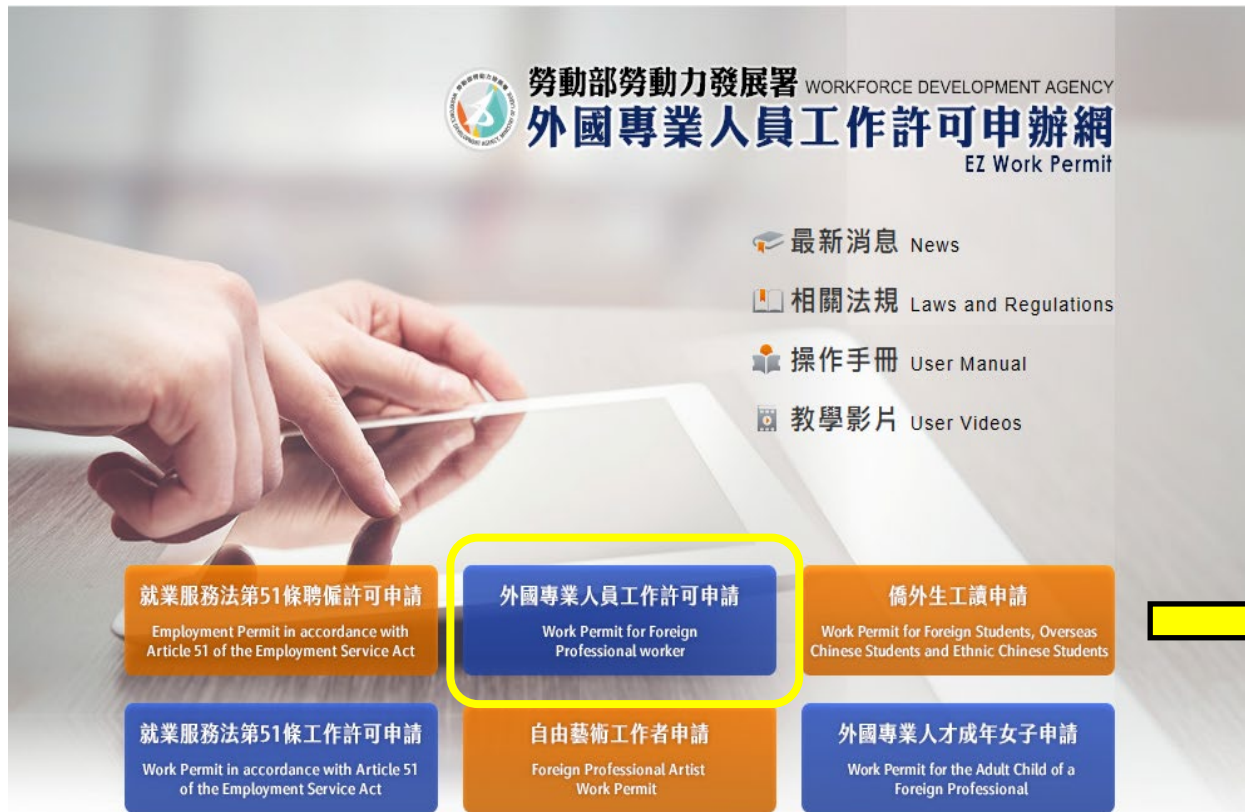 勞動部勞動力發展署 WORKFORCE DEVELOPMENT AGENCY
外國專業人員工作許可申辦網
EZ Work Permit
最新消息 News
相關法規 Laws and Regulations
操作手冊 User Manual
教學影片 User Videos
就業服務法第51條聘僱許可申請
Employment Permit in accordance with
Article 51 of the Employment Service Act
外國專業人員工作許可申請
Work Permit for Foreign
Professional worker
僑外生工讀申請
Work Permit for Foreign Students, Overseas
Chinese Students and Ethnic Chinese Students
就業服務法第51條工作許可申請
Work Permit in accordance with Article 51
of the Employment Service Act
自由藝術工作者申請
Foreign Professional Artist
Work Permit
外國專業人才成年女子申請
Work Permit for the Adult Child of a
Foreign Professional